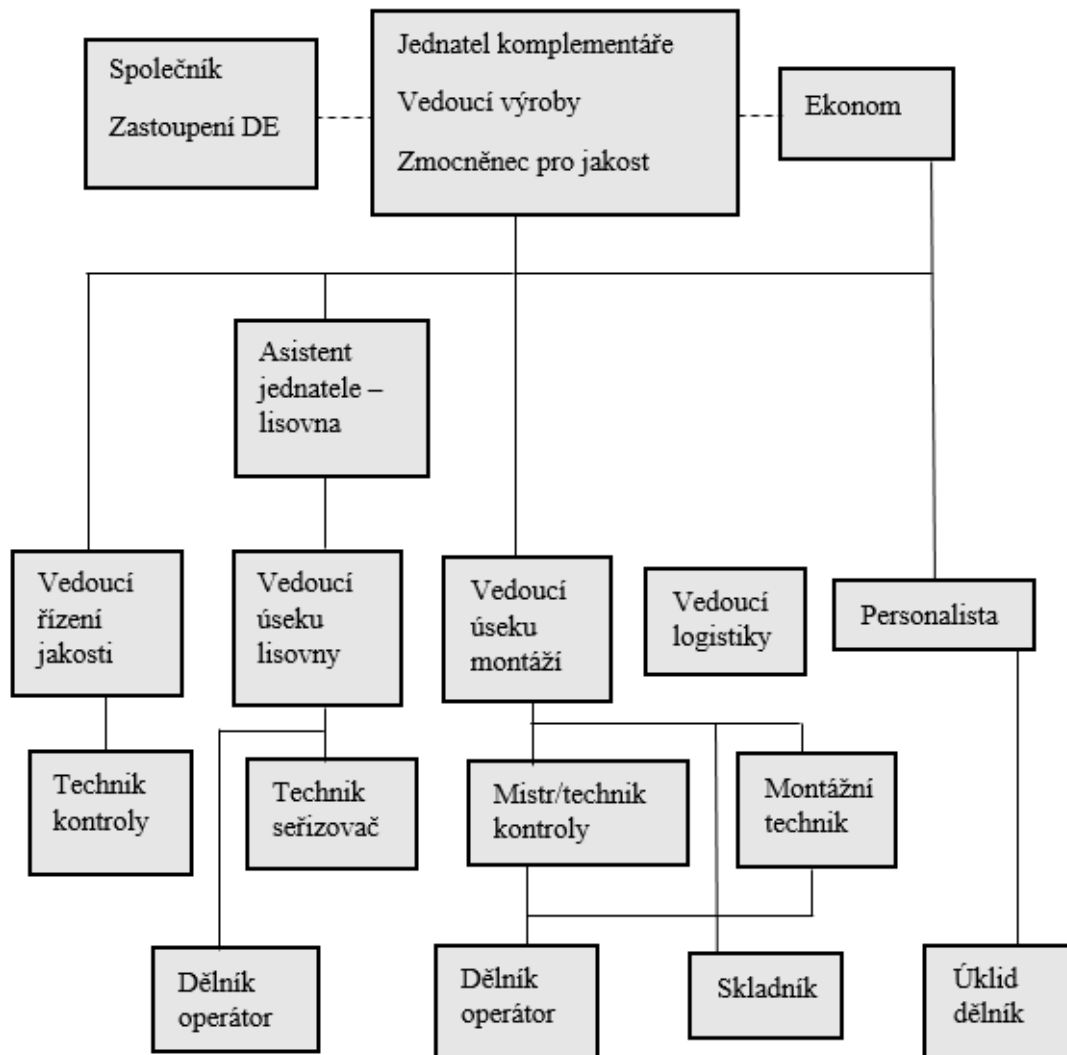 Společník
Zastoupení DE
Jednatel komplementáře
Vedoucí výroby
Zmocněnec pro jakost
Ekonom
Asistent
jednatele –
lisovna
Vedoucí
řízení
jakosti
Vedoucí
úseku
lisovny
Vedoucí
úseku
montáží
Vedoucí
logistiky
Personalista
Technik
kontroly
Technik
seřizovač
Mistr/technik
kontroly
Montážní
technik
Dělník
operátor
Dělník
operátor
Skladník
Úklid
dělník